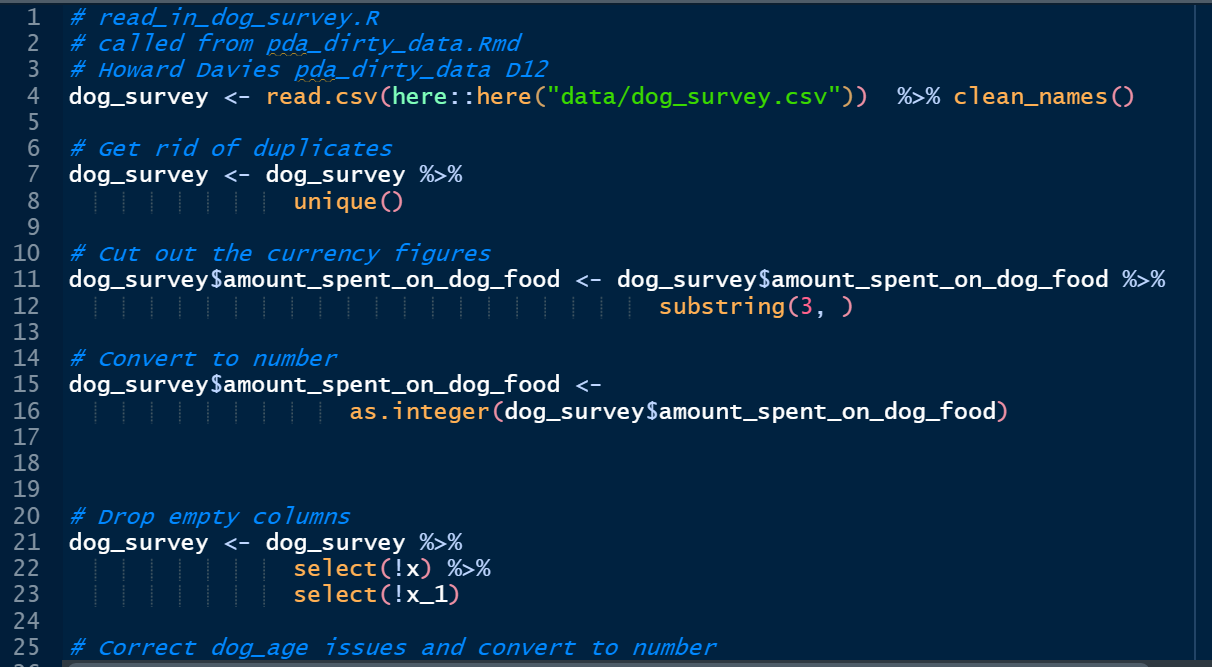 1 # read_in_dog_survey.R
2 # called from pda_dirty_data.Rmd
3 # Howard Davies pda_dirty_data D12
4 dog_survey <- read.csv(here::here("data/dog_survey.csv"))  %>% clean_names()
5
6 # Get rid of duplicates
7 dog_survey <- dog_survey %>%
8                 unique()
9
10 # Cut out the currency figures
11 dog_survey$amount_spent_on_dog_food <- dog_survey$amount_spent_on_dog_food %>%
12                                           substring(3, )
13
14 # Convert to number
15 dog_survey$amount_spent_on_dog_food <-
16                     as.integer(dog_survey$amount_spent_on_dog_food)
17
18
19
20 # Drop empty columns
21 dog_survey <- dog_survey %>%
22                 select(!x) %>%
23                 select(!x_1)
24
25 # Correct dog_age issues and convert to number